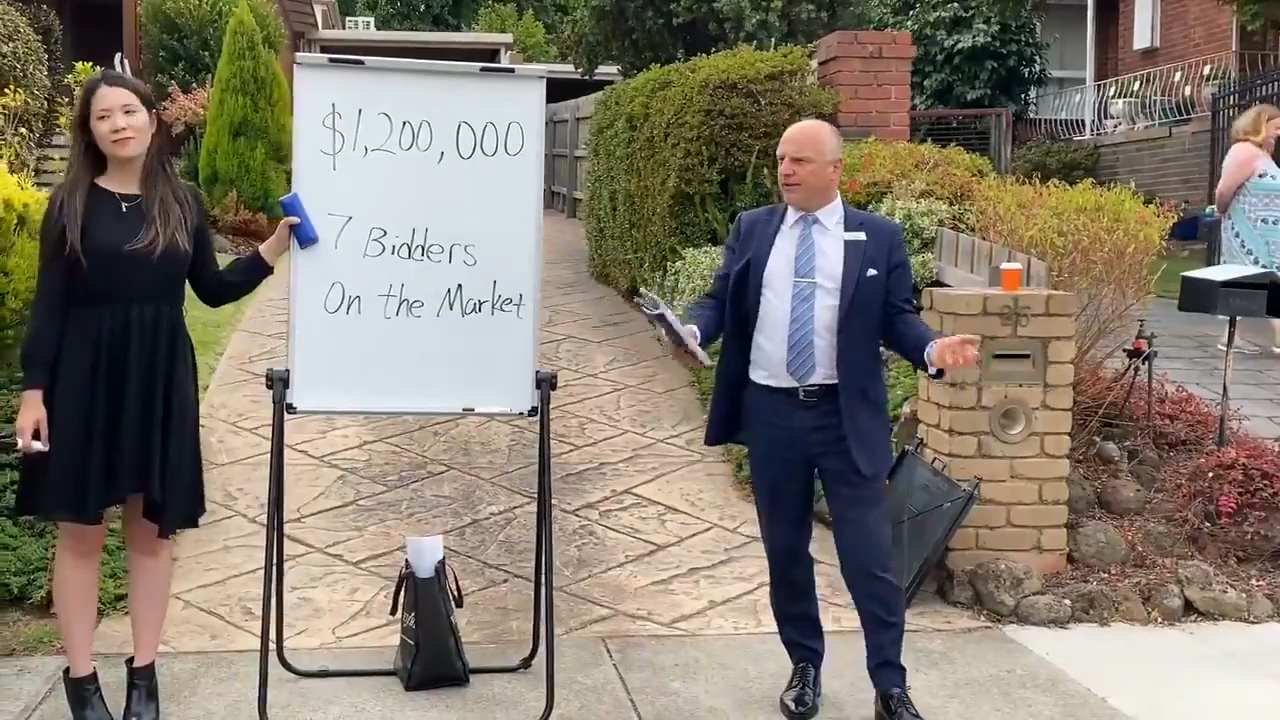 $1,200,000
7 Bidders
On the Market